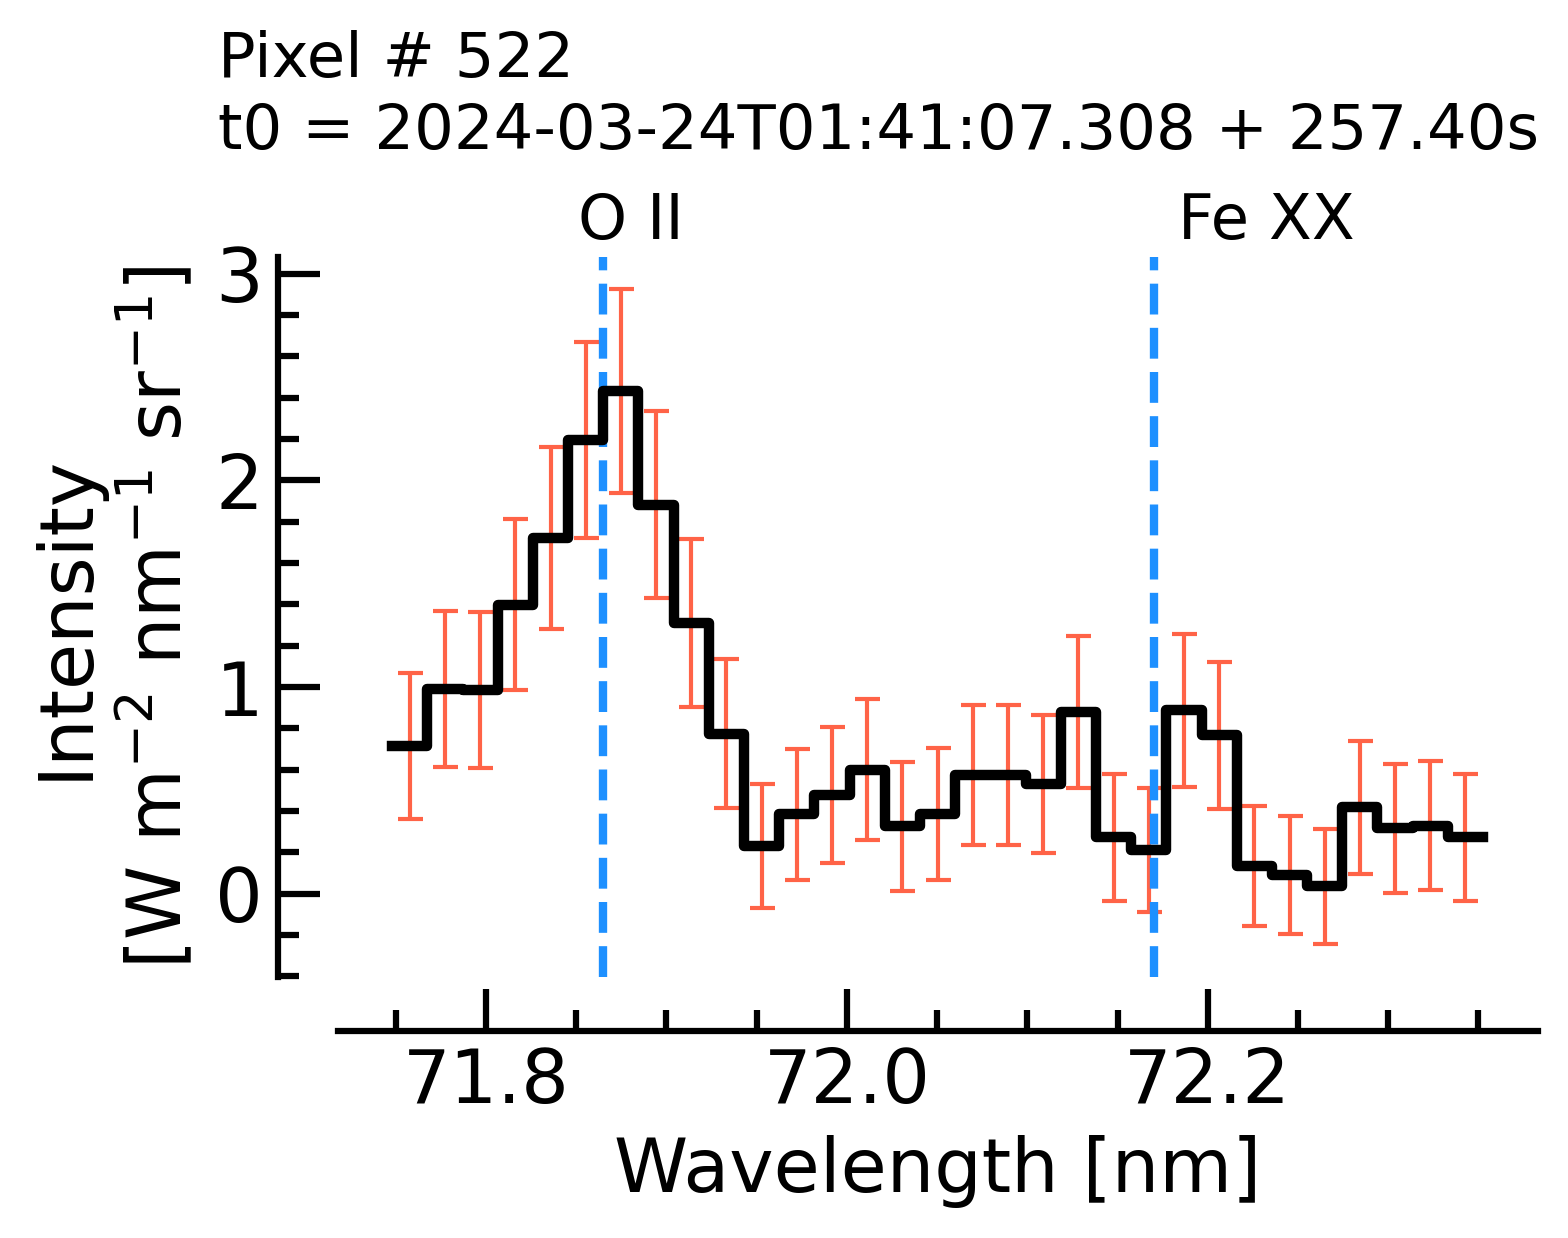 Pixel # 522
t0 = 2024-03-24T01:41:07.308 + 257.40s
O II
Fe XX
Intensity
[W m⁻² nm⁻¹ sr⁻¹]
3
2
1
0
71.8
72.0
72.2
Wavelength [nm]